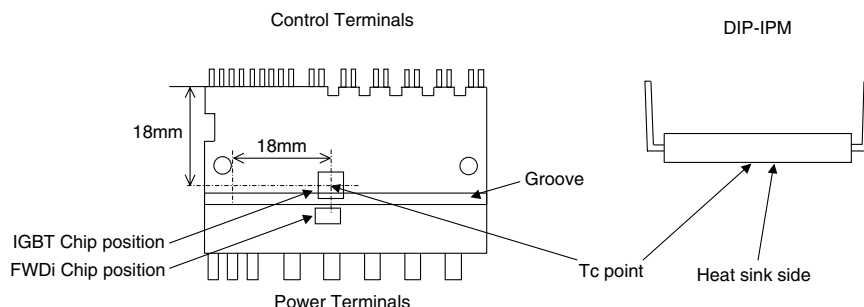 Control Terminals
DIP-IPM
18mm
18mm
Groove
IGBT Chip position
FWDi Chip position
Tc point
Heat sink side
Power Terminals